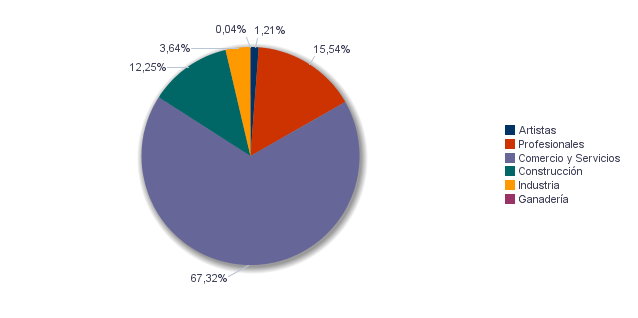 0,04%
1,21%
3,64%
15,54%
12,25%
67,32%
Artistas
Profesionales
Comercio y Servicios
Construcción
Industria
Ganadería